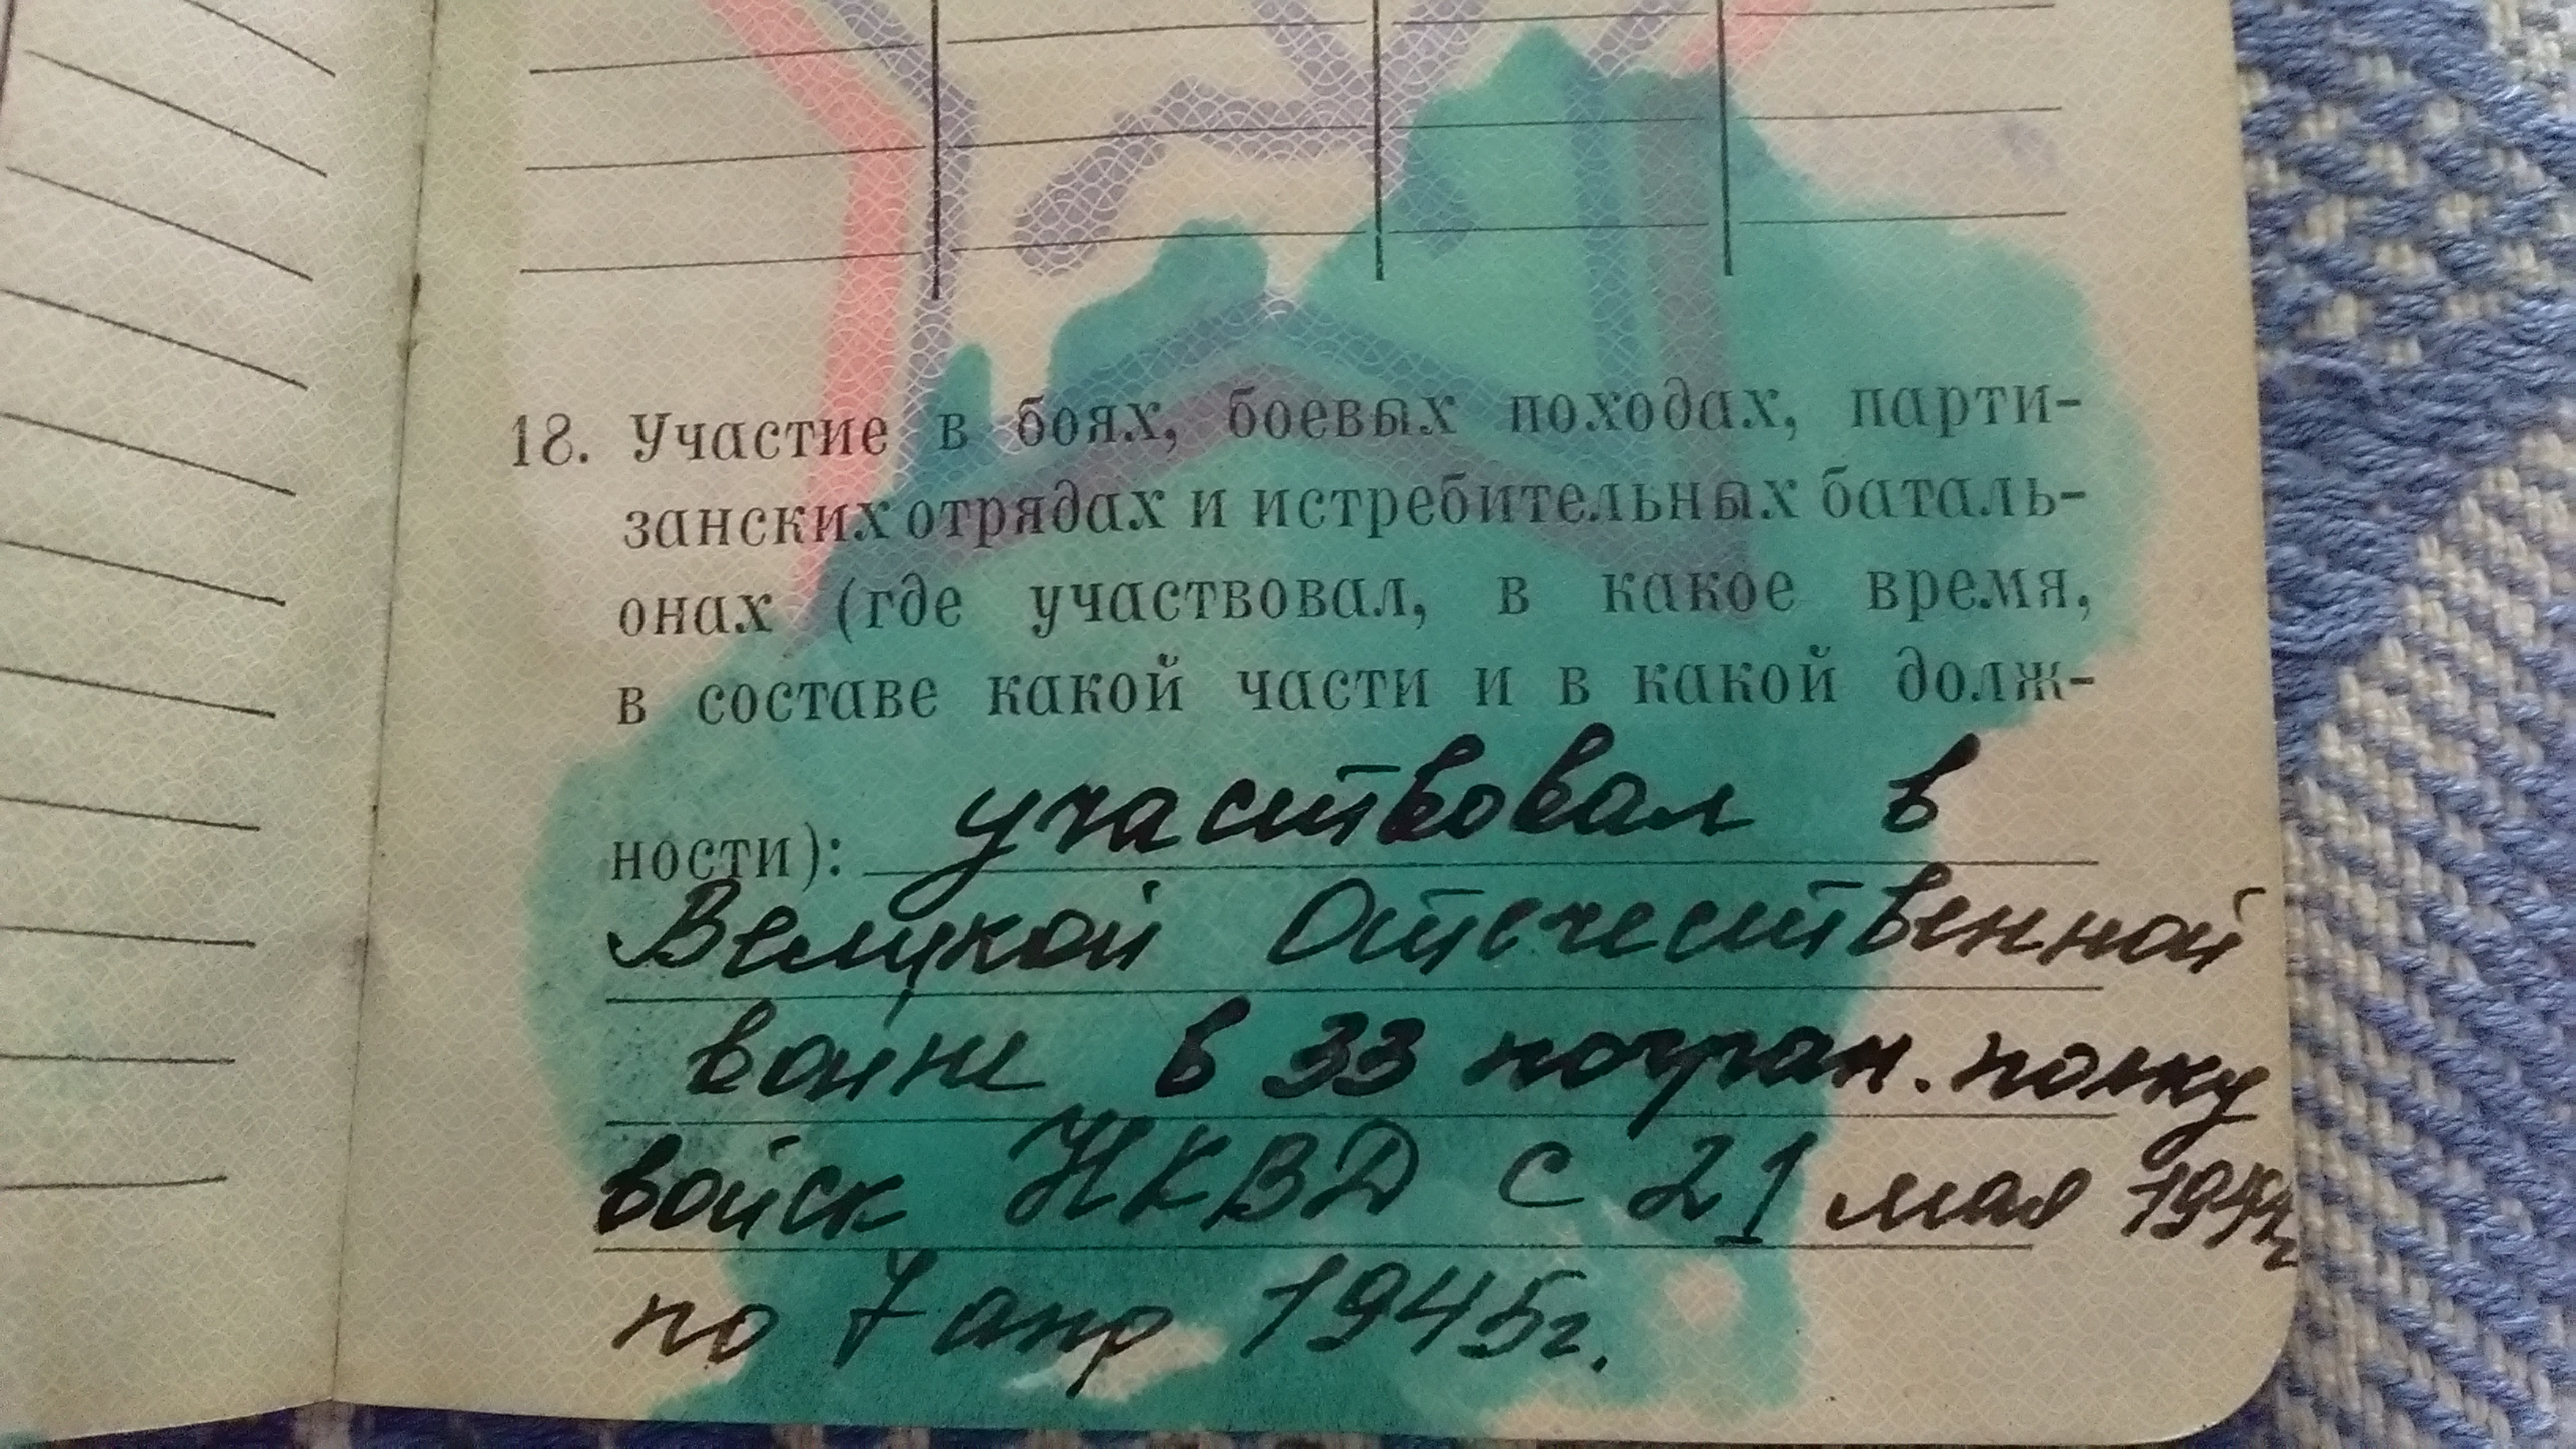 18. Участие в боях, боевых походах, парти-
занских отрядах и истребительных баталь-
онах (где участвовал, в какое время,
в составе какой части и в какой долж-
ности): участвовал в
Великой Отечественной
войне в 33 погран. полку
войск НКВД с 21 мая 1944г
по 7 апр 1945г.